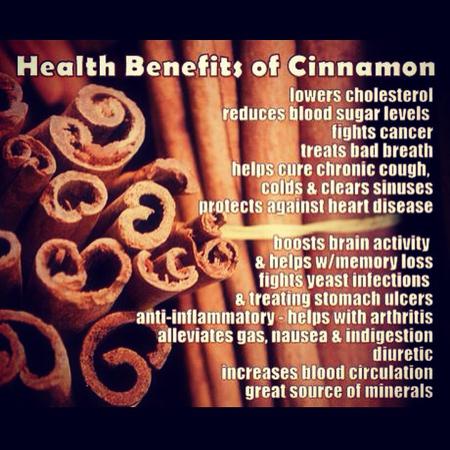 Health Benefits of Cinnamon
lowers cholesterol
reduces blood sugar levels
fights cancer
treats bad breath
helps cure chronic cough,
colds & clears sinuses
protects against heart disease
boosts brain activity
& helps w/memory loss
fights yeast infections
& treating stomach ulcers
anti-inflammatory - helps with arthritis
alleviates gas, nausea & indigestion
diuretic
increases blood circulation
great source of minerals